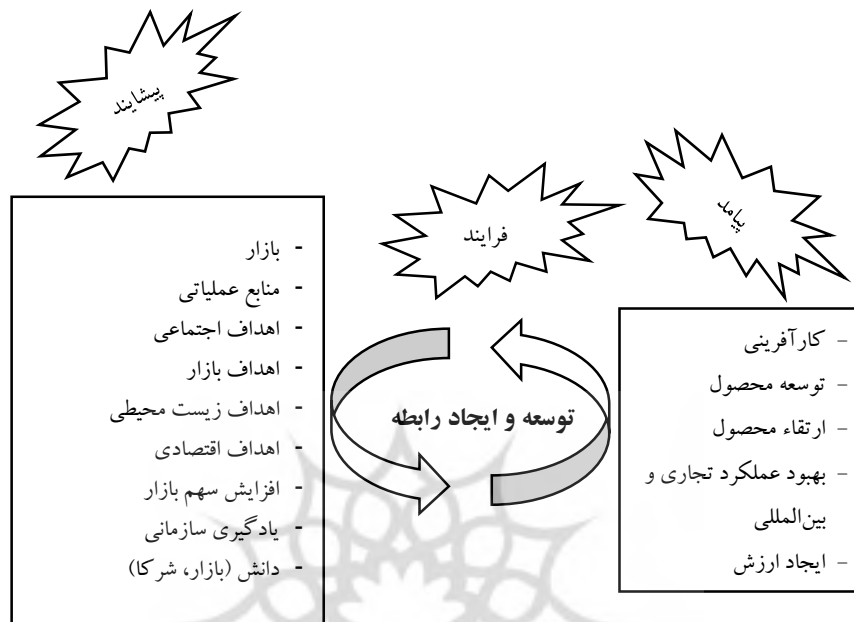 پیشایند
- بازار
- منابع عملیاتی
- اهداف اجتماعی
- اهداف بازار
- اهداف زیست محیطی
- اهداف اقتصادی
- افزایش سهم بازار
- یادگیری سازمانی
- دانش (بازار، شرکا)
فرایند
توسعه و ایجاد رابطه
پیامد
- کارآفرینی
- توسعه محصول
- ارتقاء محصول
- بهبود عملکرد تجاری و
بین‌المللی
- ایجاد ارزش